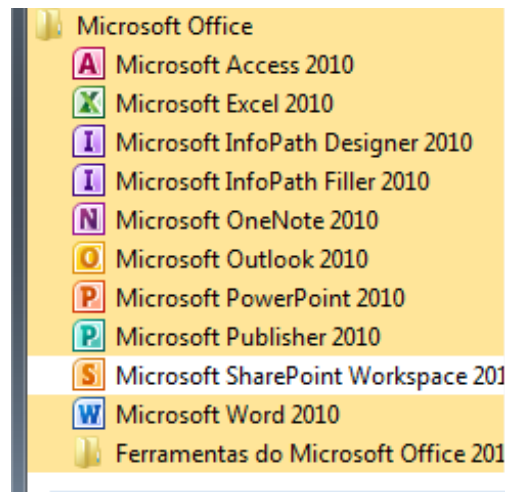 Microsoft Office
A Microsoft Access 2010
X Microsoft Excel 2010
I Microsoft InfoPath Designer 2010
I Microsoft InfoPath Filler 2010
N Microsoft OneNote 2010
O Microsoft Outlook 2010
P Microsoft PowerPoint 2010
P Microsoft Publisher 2010
S Microsoft SharePoint Workspace 201
W Microsoft Word 2010
Ferramentas do Microsoft Office 201